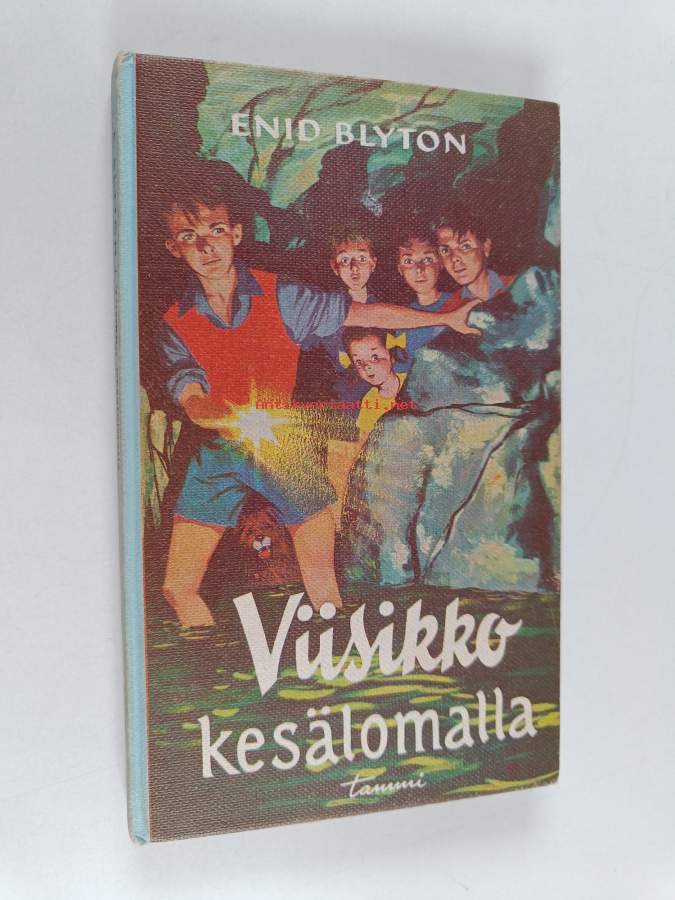 ENID BLYTON
Antikvariaatti.net
Viisikko
kesälomalla
tammi